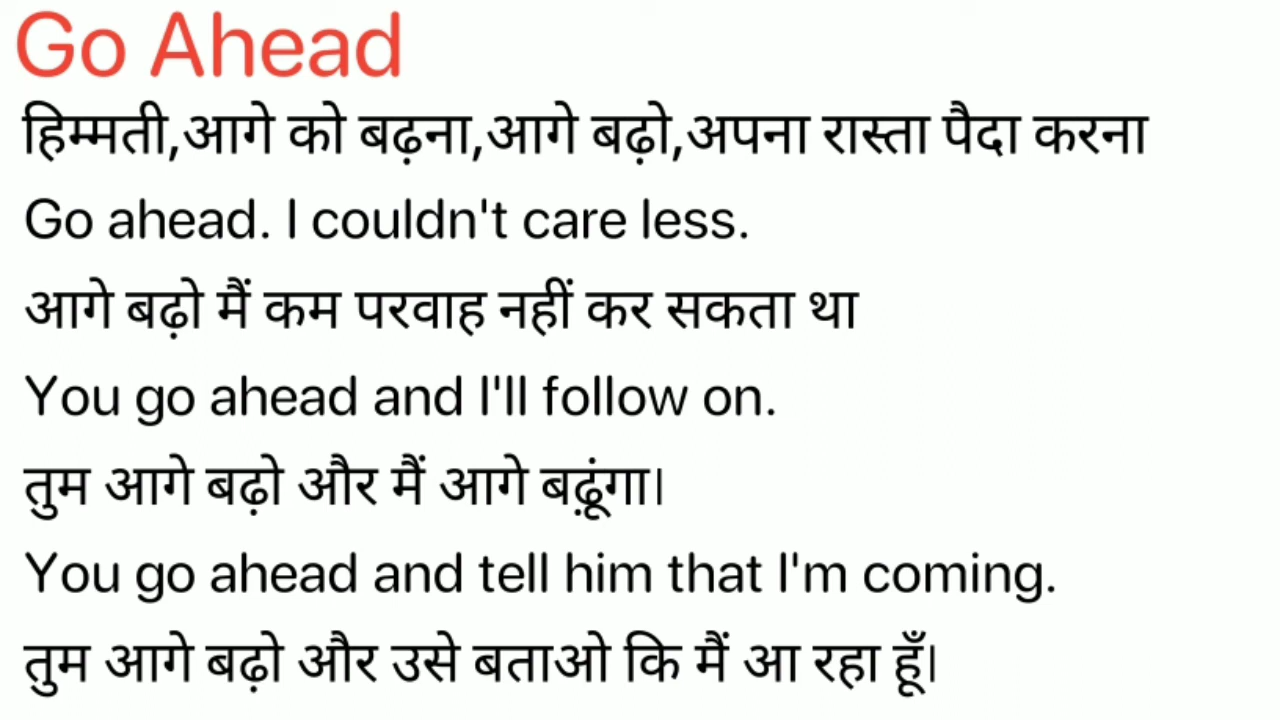 Go Ahead
हिम्मती,आगे को बढ़ना,आगे बढ़ो,अपना रास्ता पैदा करना
Go ahead. I couldn't care less.
आगे बढ़ो मैं कम परवाह नहीं कर सकता था
You go ahead and I'll follow on.
तुम आगे बढ़ो और मैं आगे बढ़ूंगा।
You go ahead and tell him that I'm coming.
तुम आगे बढ़ो और उसे बताओ कि मैं आ रहा हूँ।